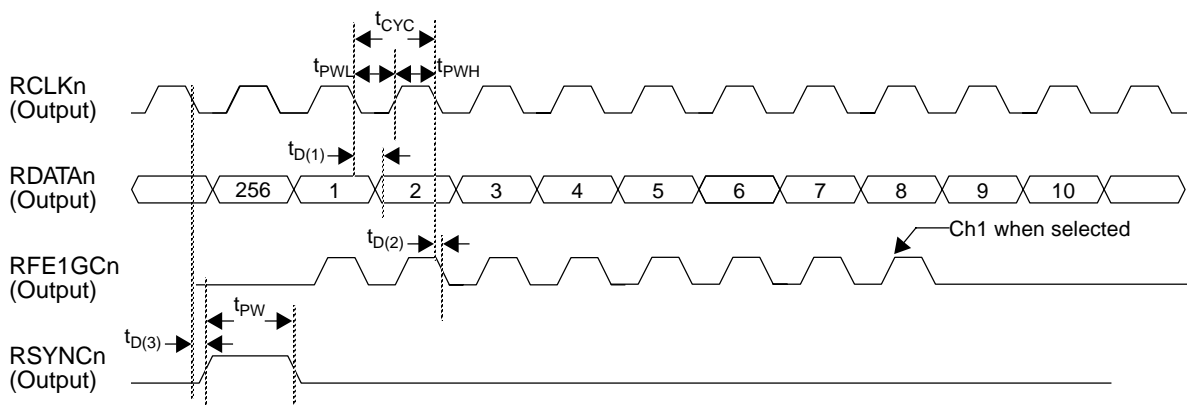 tCYC
tPWL tPWH
RCLKn
(Output)
tD(1)
RDATAn
(Output)
256 1 2 3 4 5 6 7 8 9 10
Ch1 when selected
tD(2)
RFE1GCn
(Output)
tPW
tD(3)
RSYNCn
(Output)